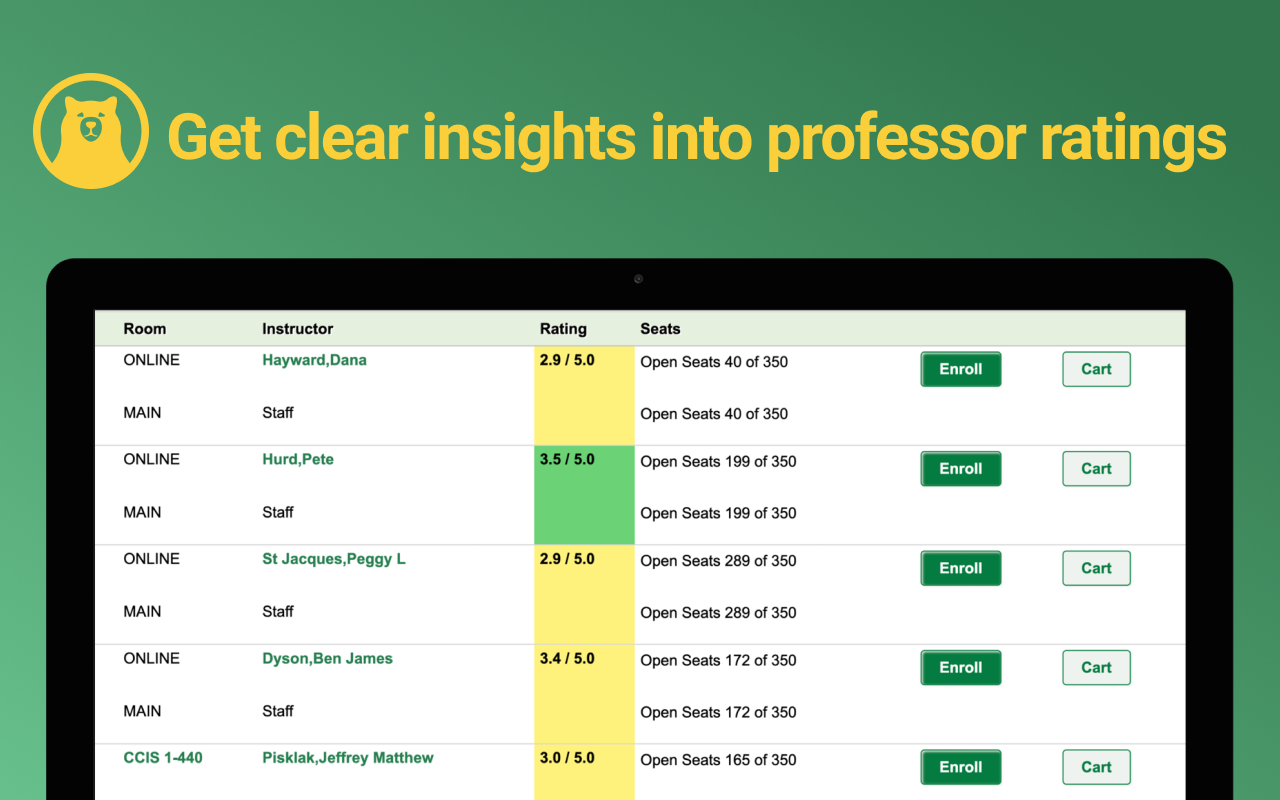 Get clear insights into professor ratings
Room Instructor Rating Seats
ONLINE Hayward,Dana 2.9 / 5.0 Open Seats 40 of 350 Enroll Cart
MAIN Staff Open Seats 40 of 350
ONLINE Hurd,Pete 3.5 / 5.0 Open Seats 199 of 350 Enroll Cart
MAIN Staff Open Seats 199 of 350
ONLINE St Jacques,Peggy L 2.9 / 5.0 Open Seats 289 of 350 Enroll Cart
MAIN Staff Open Seats 289 of 350
ONLINE Dyson,Ben James 3.4 / 5.0 Open Seats 172 of 350 Enroll Cart
MAIN Staff Open Seats 172 of 350
CCIS 1-440 Pisklak,Jeffrey Matthew 3.0 / 5.0 Open Seats 165 of 350 Enroll Cart